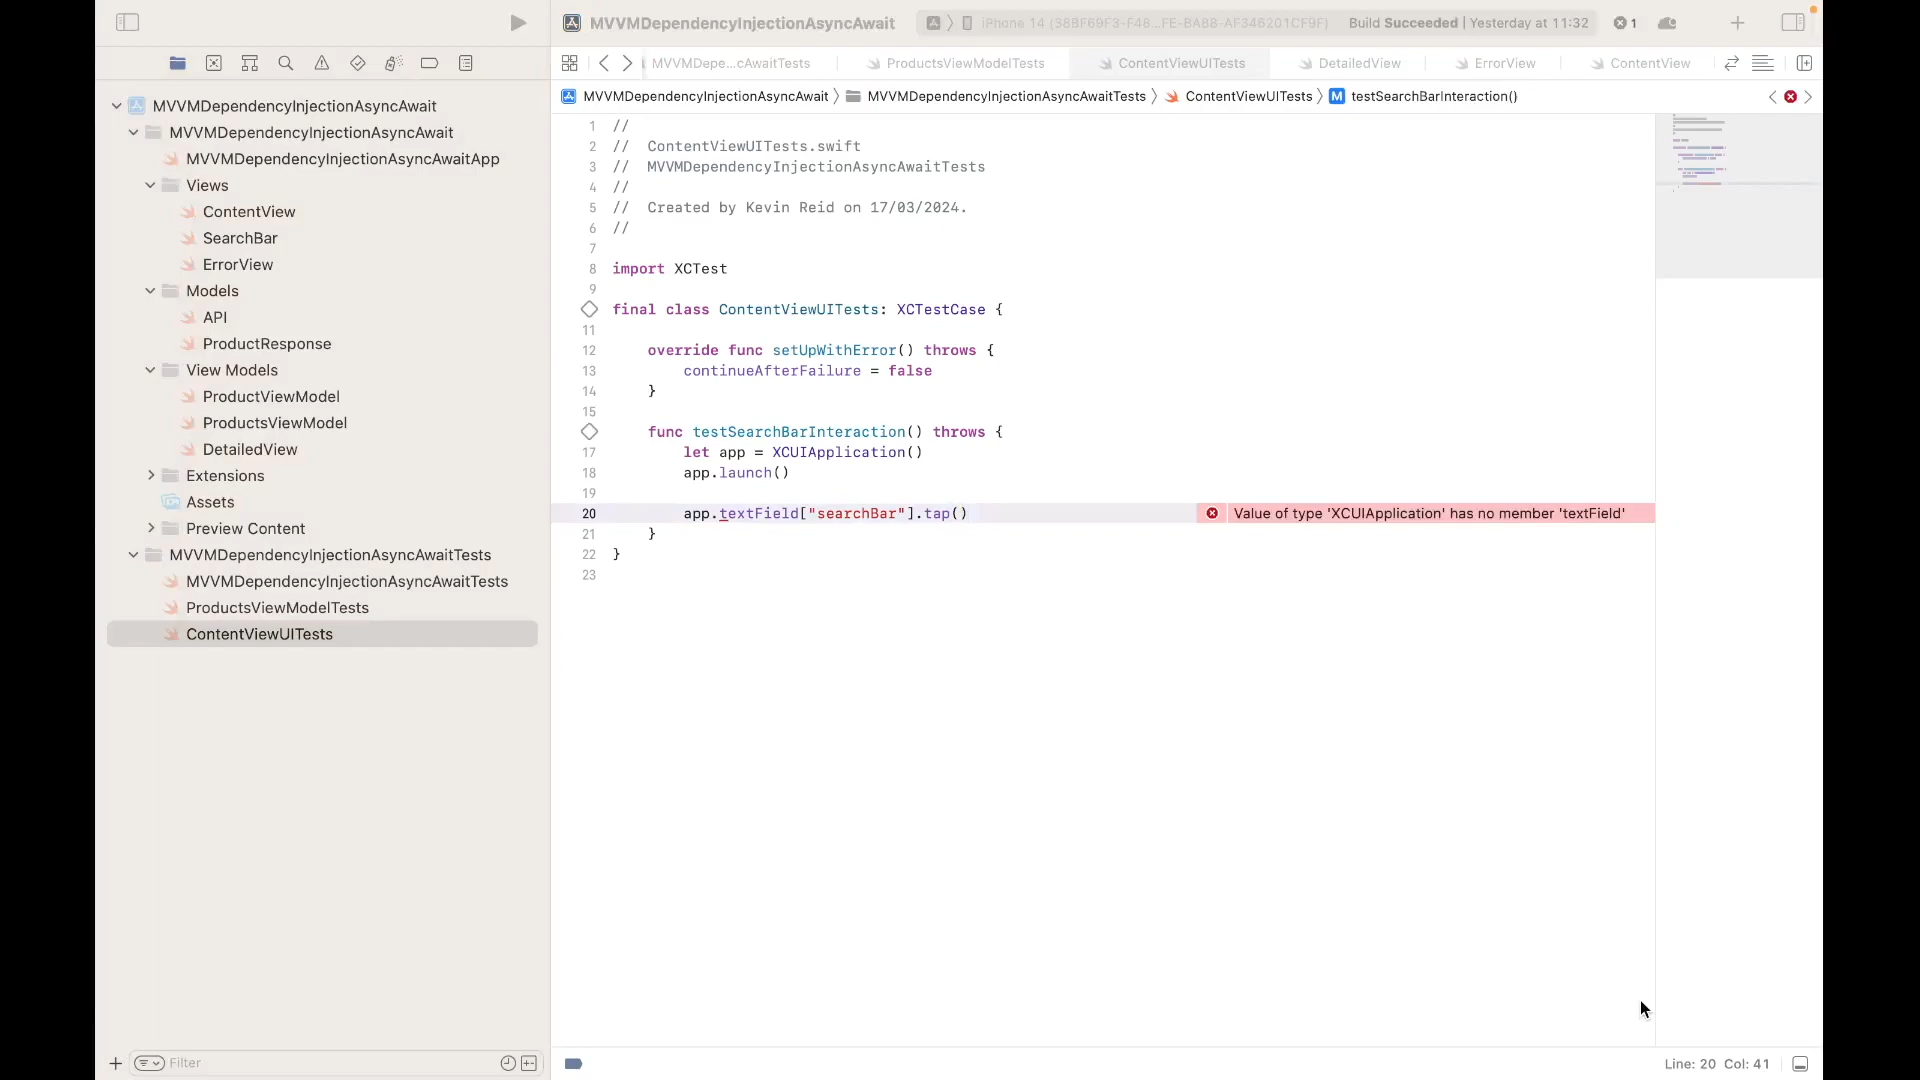 MVVMDependencyInjectionAsyncAwait
iPhone 14 (38BF69F3-F48...FE-BA88-AF346201CF9F)
Build Succeeded | Yesterday at 11:32
1
MVVMDepe...cAwaitTests
ProductsViewModelTests
ContentViewUITests
DetailedView
ErrorView
ContentView
MVVMDependencyInjectionAsyncAwait
MVVMDependencyInjectionAsyncAwaitTests
ContentViewUITests
M testSearchBarInteraction()
MVVMDependencyInjectionAsyncAwait
MVVMDependencyInjectionAsyncAwait
MVVMDependencyInjectionAsyncAwaitApp
Views
ContentView
SearchBar
ErrorView
Models
API
ProductResponse
View Models
ProductViewModel
ProductsViewModel
DetailedView
Extensions
Assets
Preview Content
MVVMDependencyInjectionAsyncAwaitTests
MVVMDependencyInjectionAsyncAwaitTests
ProductsViewModelTests
ContentViewUITests
Filter
1 //
2 //  ContentViewUITests.swift
3 //  MVVMDependencyInjectionAsyncAwaitTests
4 //
5 //  Created by Kevin Reid on 17/03/2024.
6 //
7
8 import XCTest
9
final class ContentViewUITests: XCTestCase {
11
12     override func setUpWithError() throws {
13         continueAfterFailure = false
14     }
15
func testSearchBarInteraction() throws {
17         let app = XCUIApplication()
18         app.launch()
19
20         app.textField["searchBar"].tap()
Value of type 'XCUIApplication' has no member 'textField'
21     }
22 }
23
Line: 20 Col: 41